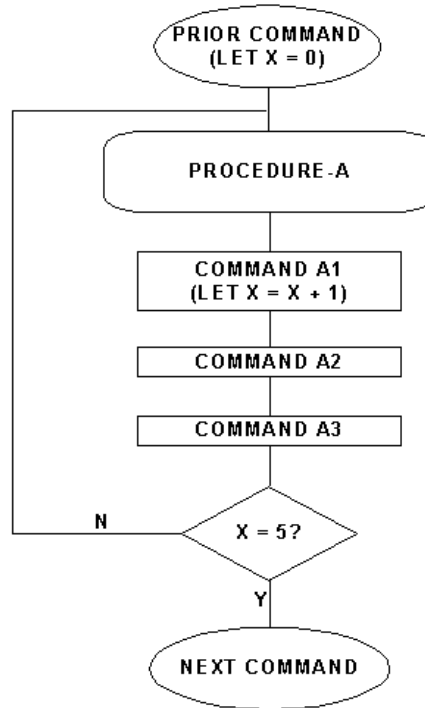 PRIOR COMMAND
(LET X = 0)
PROCEDURE-A
COMMAND A1
(LET X = X + 1)
COMMAND A2
COMMAND A3
X = 5?
N
Y
NEXT COMMAND